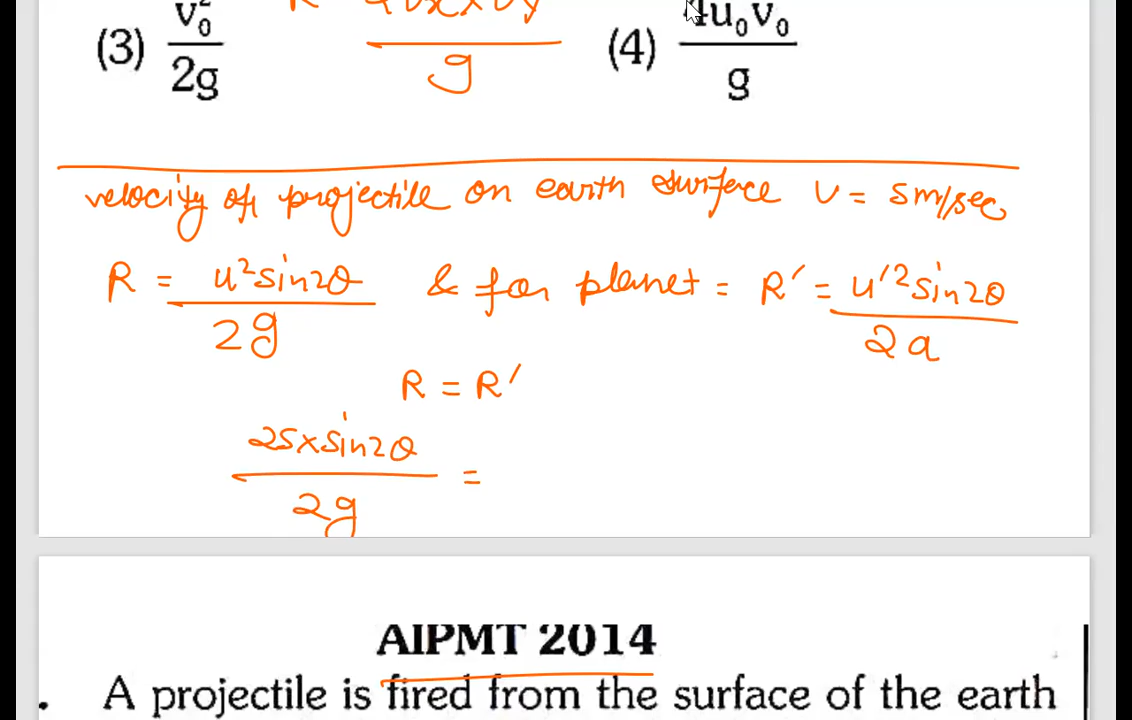 (3) v₀²/2g (4) 4u₀v₀/g
g
velocity of projectile on earth surface v = 5m/sec
R = u²sin2θ/2g & for planet = R' = u'²sin2θ/2a
R = R'
25×sin2θ/2g =
AIPMT 2014
. A projectile is fired from the surface of the earth